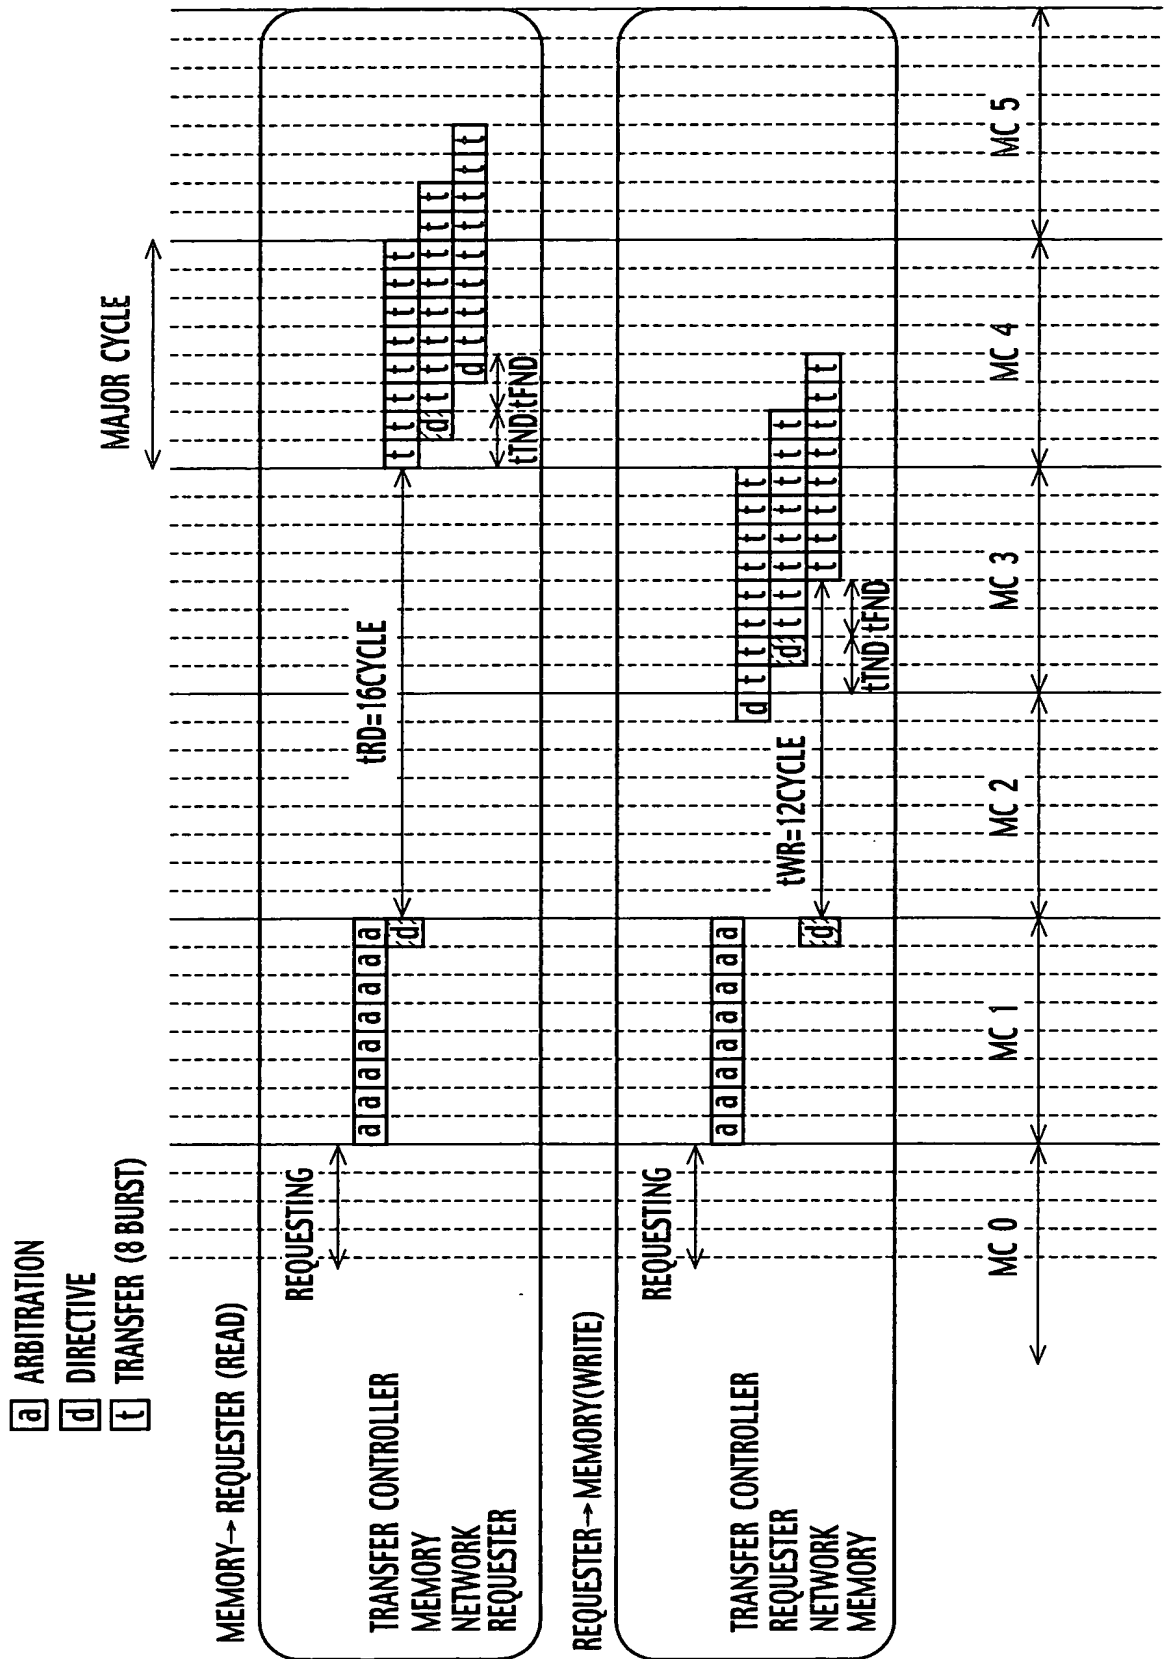 a ARBITRATION
d DIRECTIVE
t TRANSFER (8 BURST)
MAJOR CYCLE
MEMORY→REQUESTER (READ)
REQUESTING
tRD=16CYCLE
TRANSFER CONTROLLER a a a a a a a a
MEMORY d t t t t t t t t
NETWORK d t t t t t t t t
REQUESTER d t t t t t t t t
tTND tFND
REQUESTER→MEMORY(WRITE)
REQUESTING
TRANSFER CONTROLLER a a a a a a a a
REQUESTER d t t t t t t t t
tWR=12CYCLE
NETWORK d t t t t t t t t
MEMORY d t t t t t t t t
tTND tFND
MC 0 MC 1 MC 2 MC 3 MC 4 MC 5